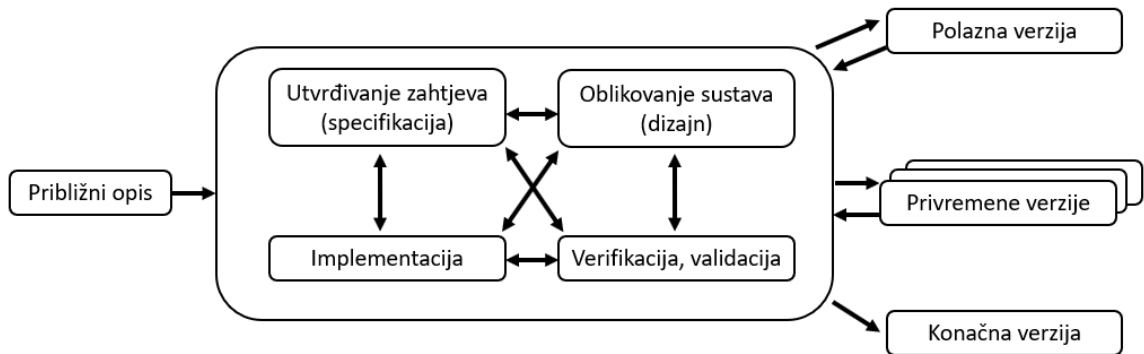 Približni opis
Utvrđivanje zahtjeva
(specifikacija)
Oblikovanje sustava
(dizajn)
Implementacija
Verifikacija, validacija
Polazna verzija
Privremene verzije
Konačna verzija